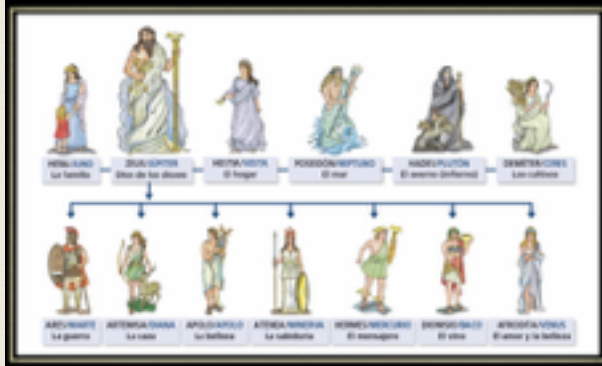 HERA/JUNO
La familia
ZEUS/JÚPITER
Dios de los dioses
HESTIA/VESTA
El hogar
POSEIDÓN/NEPTUNO
El mar
HADES/PLUTÓN
El averno (infierno)
DEMÉTER/CERES
Los cultivos
ARES/MARTE
La guerra
ARTEMISA/DIANA
La caza
APOLO/APOLO
La belleza
ATENEA/MINERVA
La sabiduría
HERMES/MERCURIO
El mensajero
DIONISIO/BACO
El vino
AFRODITA/VENUS
El amor y la belleza